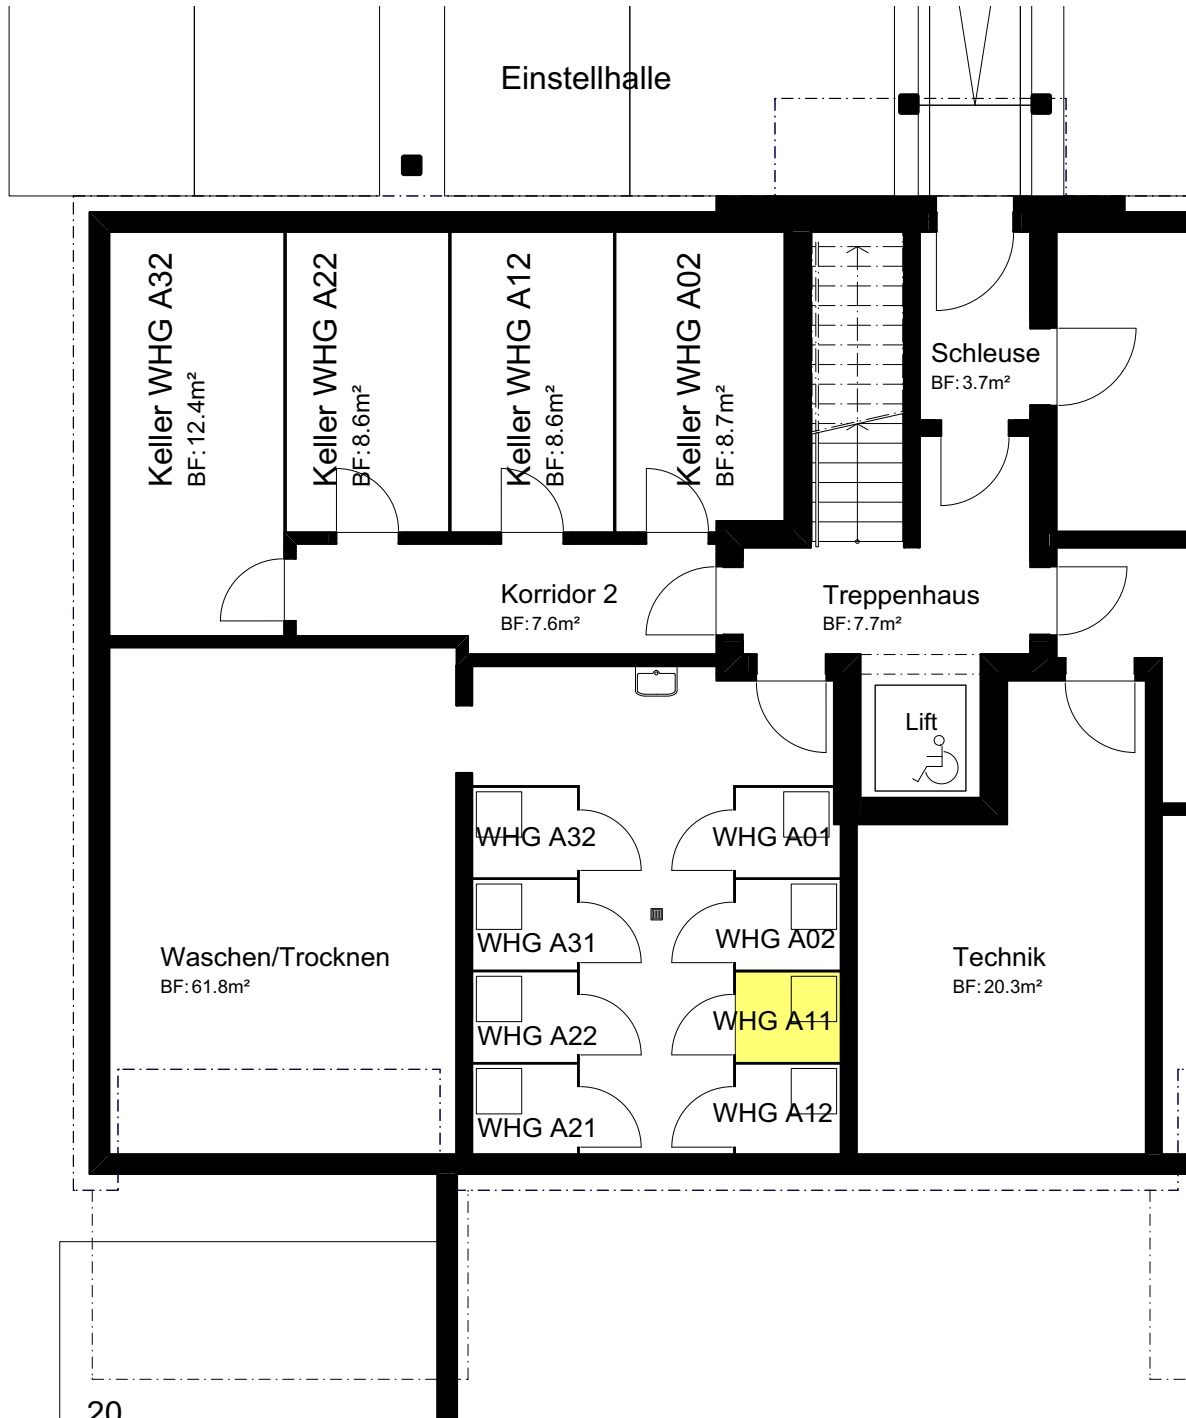 Einstellhalle
Keller WHG A32
BF: 12.4m²
Keller WHG A22
BF: 8.6m²
Keller WHG A12
BF: 8.6m²
Keller WHG A02
BF: 8.7m²
Schleuse
BF: 3.7m²
Korridor 2
BF: 7.6m²
Treppenhaus
BF: 7.7m²
Lift
WHG A32
WHG A01
WHG A31
WHG A02
Waschen/Trocknen
BF: 61.8m²
Technik
BF: 20.3m²
WHG A22
WHG A11
WHG A21
WHG A12
20